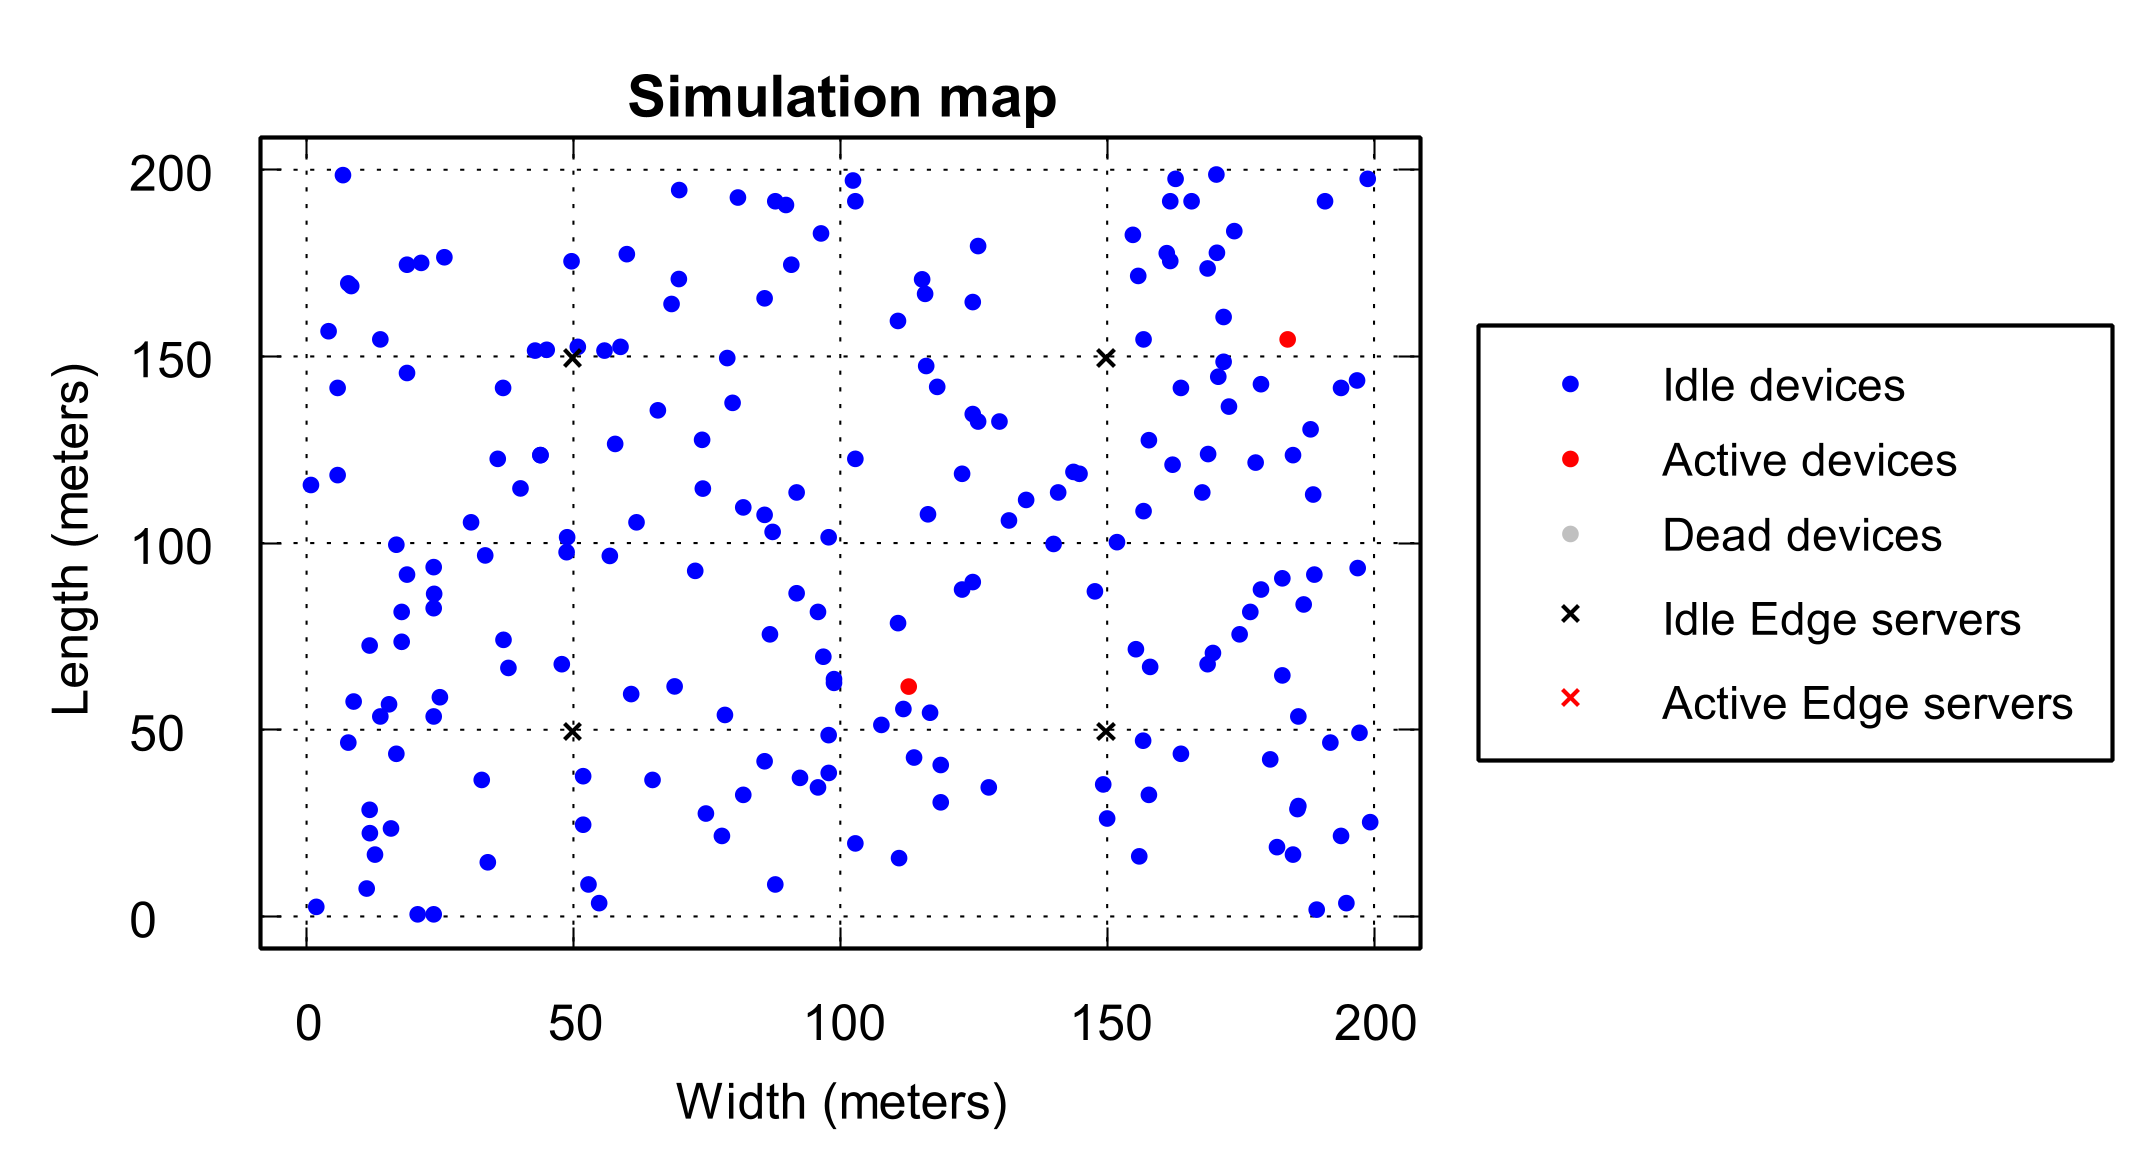 Simulation map
200
150
100
50
0
Length (meters)
0 50 100 150 200
Width (meters)
Idle devices
Active devices
Dead devices
Idle Edge servers
Active Edge servers